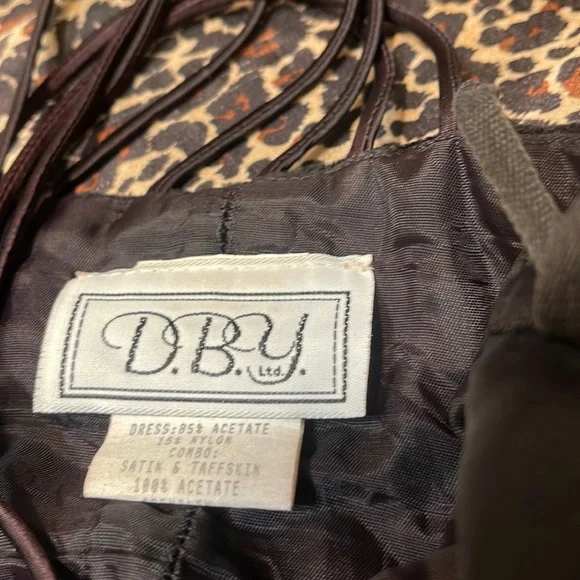 D.B.Y. Ltd.
DRESS:85% ACETATE
15% NYLON
COMBO:
SATIN & TAFFSKIN
100% ACETATE